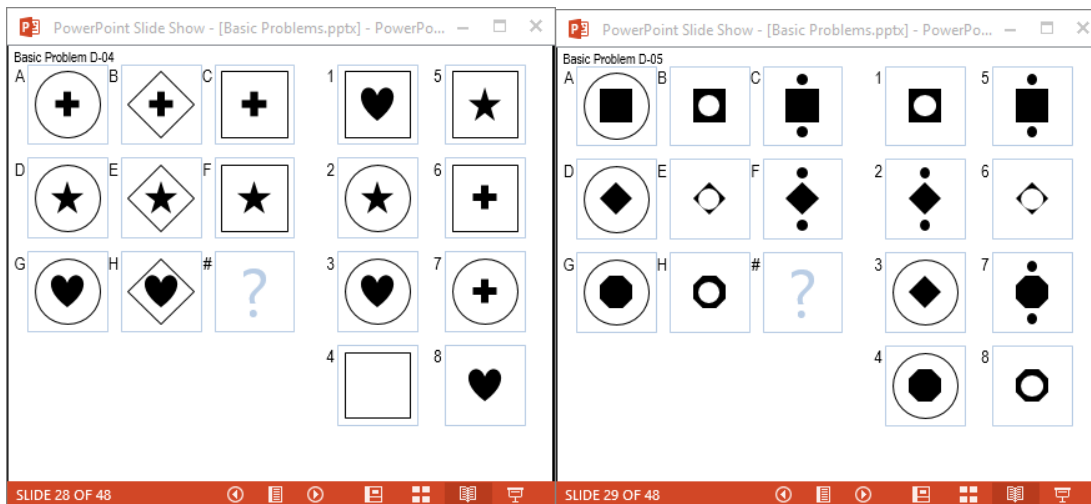 PowerPoint Slide Show - [Basic Problems.pptx] - PowerPo...
Basic Problem D-04
A B C 1 5
D E F 2 6
G H # ? 3 7
4 8
SLIDE 28 OF 48
PowerPoint Slide Show - [Basic Problems.pptx] - PowerPo...
Basic Problem D-05
A B C 1 5
D E F 2 6
G H # ? 3 7
4 8
SLIDE 29 OF 48